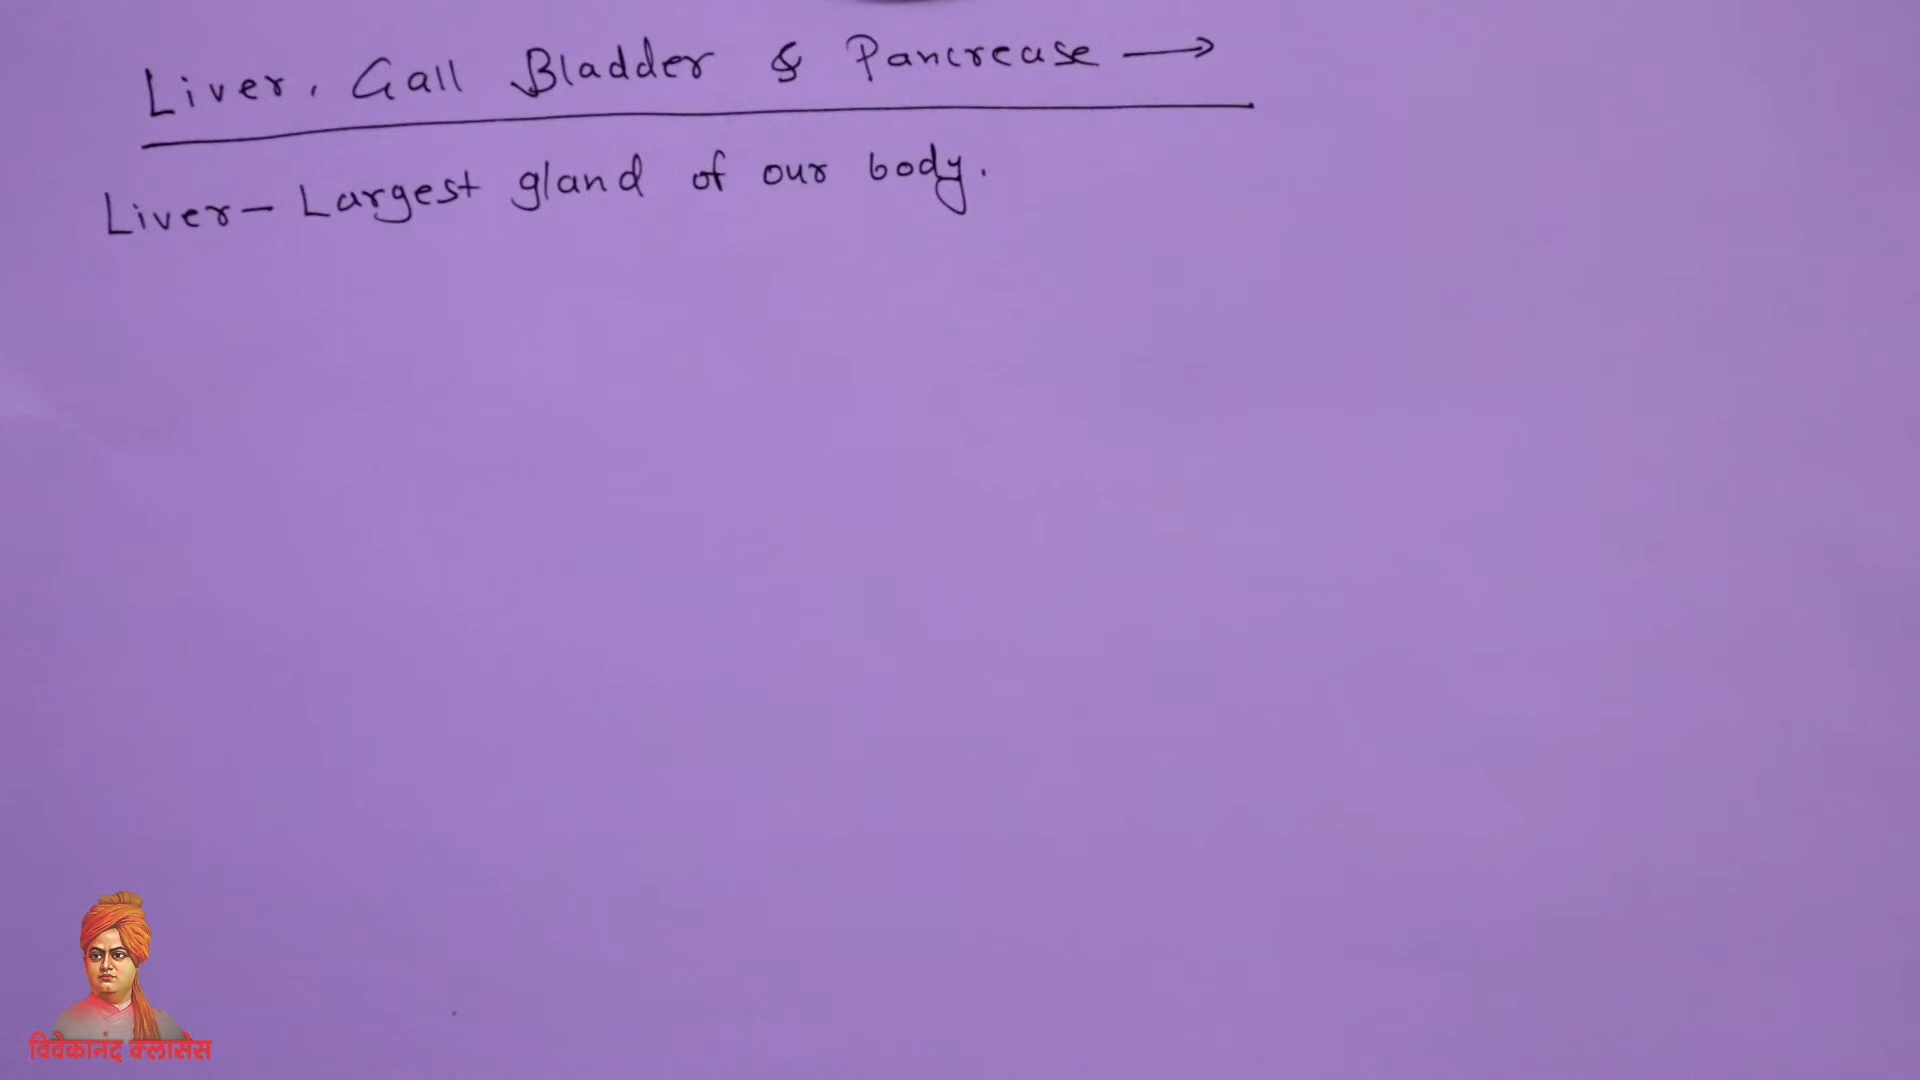 Liver, Gall Bladder & Pancrease →
Liver - Largest gland of our body.
विवेकानंद क्लासेस